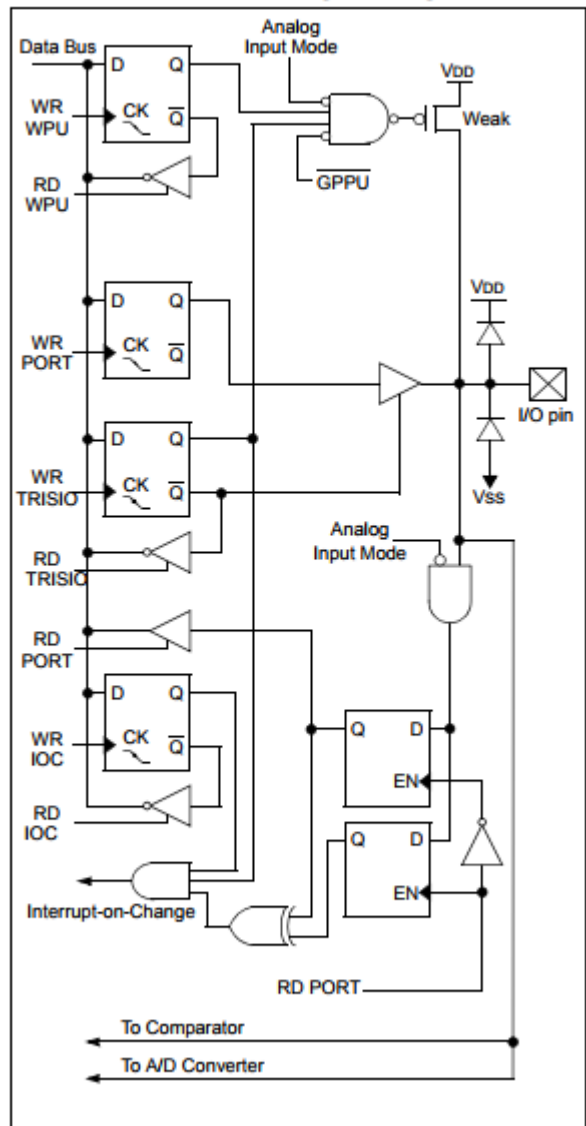 Analog
Input Mode
Data Bus
D Q
VDD
WR
WPU
CK Q
Weak
RD
WPU
GPPU
D Q
VDD
WR
PORT
CK Q
I/O pin
D Q
WR
TRISIO
CK Q
VSS
Analog
Input Mode
RD
TRISIO
RD
PORT
D Q
Q D
WR
IOC
CK Q
EN
RD
IOC
Q D
EN
Interrupt-on-Change
RD PORT
To Comparator
To A/D Converter